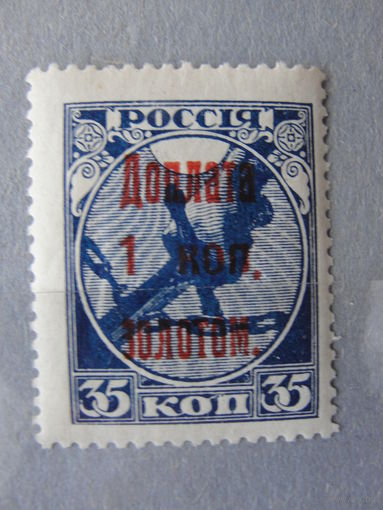 РОССІЯ
Доплата
1 коп.
золотом.
35 КОП 35